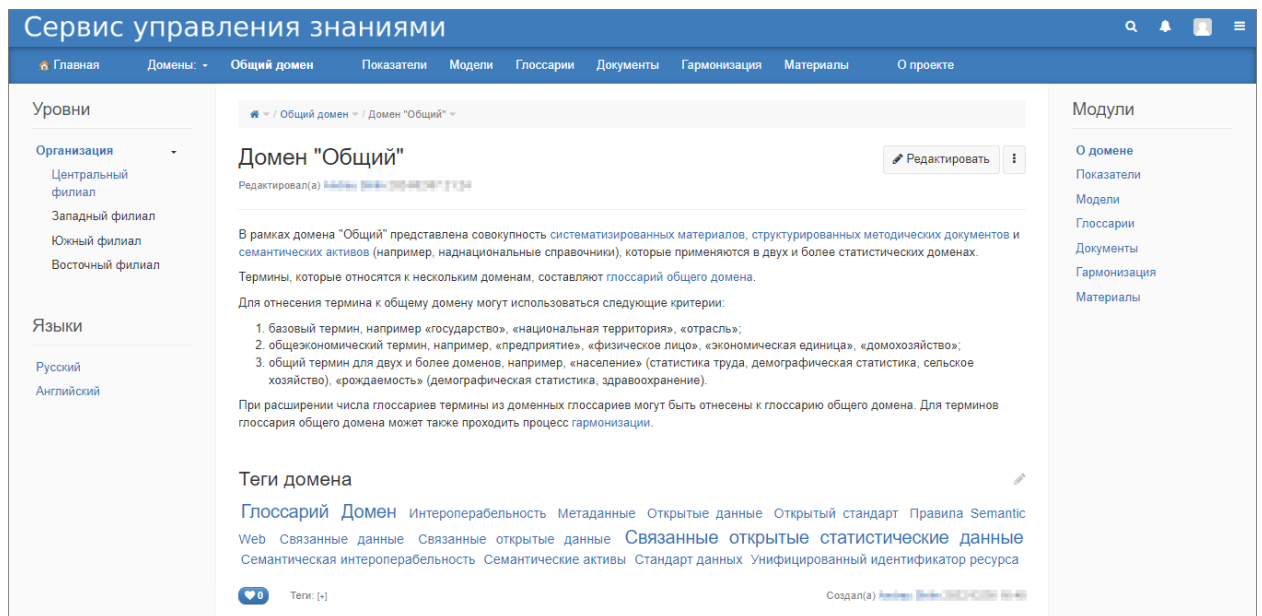 Сервис управления знаниями
Главная Домены: Общий домен Показатели Модели Глоссарии Документы Гармонизация Материалы О проекте
Уровни
Организация
Центральный
филиал
Западный филиал
Южный филиал
Восточный филиал
Языки
Русский
Английский
/ Общий домен / Домен "Общий"
Домен "Общий"
Редактировать
Редактировал(а)
В рамках домена "Общий" представлена совокупность систематизированных материалов, структурированных методических документов и
семантических активов (например, наднациональные справочники), которые применяются в двух и более статистических доменах.
Термины, которые относятся к нескольким доменам, составляют глоссарий общего домена.
Для отнесения термина к общему домену могут использоваться следующие критерии:
1. базовый термин, например «государство», «национальная территория», «отрасль»;
2. общеэкономический термин, например, «предприятие», «физическое лицо», «экономическая единица», «домохозяйство»;
3. общий термин для двух и более доменов, например, «население» (статистика труда, демографическая статистика, сельское
хозяйство), «рождаемость» (демографическая статистика, здравоохранение).
При расширении числа глоссариев термины из доменных глоссариев могут быть отнесены к глоссарию общего домена. Для терминов
глоссария общего домена может также проходить процесс гармонизации.
Теги домена
Глоссарий Домен Интероперабельность Метаданные Открытые данные Открытый стандарт Правила Semantic
Web Связанные данные Связанные открытые данные Связанные открытые статистические данные
Семантическая интероперабельность Семантические активы Стандарт данных Унифицированный идентификатор ресурса
0 Теги: [+] Создал(а)
Модули
О домене
Показатели
Модели
Глоссарии
Документы
Гармонизация
Материалы